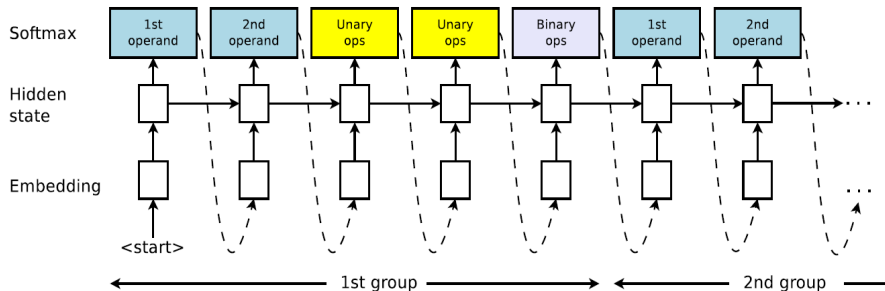 Softmax
1st
operand
2nd
operand
Unary
ops
Unary
ops
Binary
ops
1st
operand
2nd
operand
Hidden
state
...
Embedding
...
<start>
1st group
2nd group